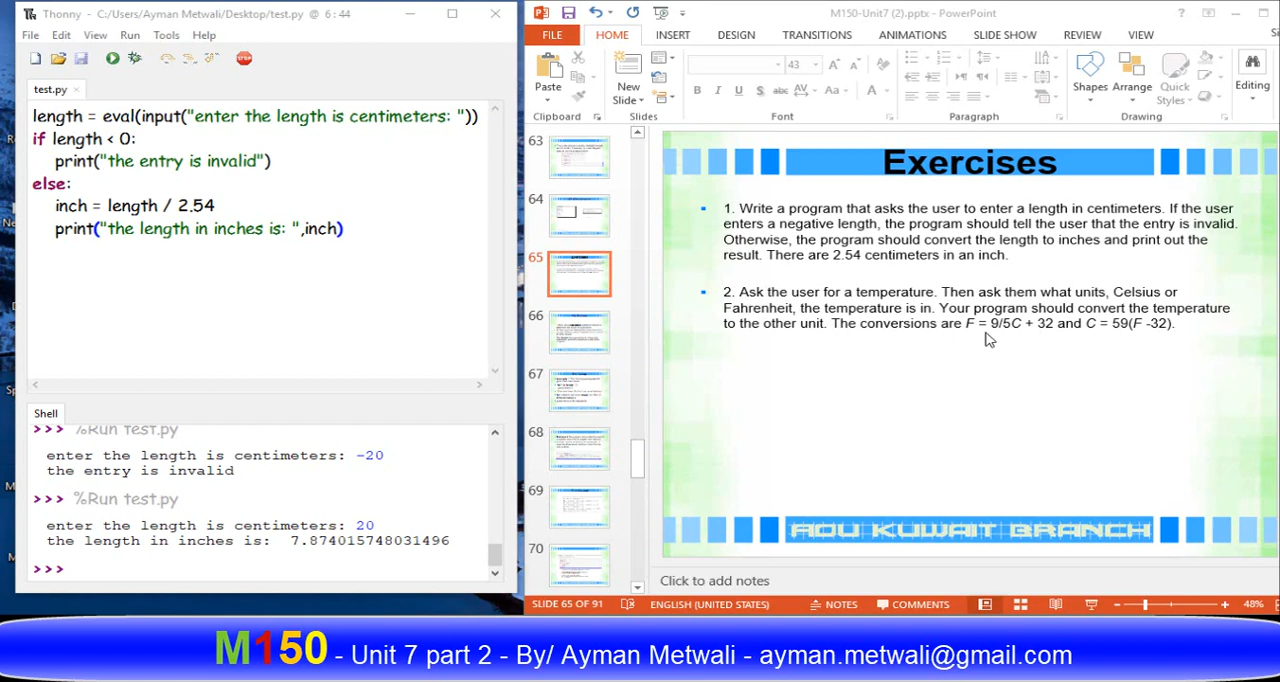 Thonny - C:/Users/Ayman Metwali/Desktop/test.py @ 6:44
File Edit View Run Tools Help
STOP
test.py
length = eval(input("enter the length is centimeters: "))
if length < 0:
print("the entry is invalid")
else:
inch = length / 2.54
print("the length in inches is: ",inch)
Shell
>>> %Run test.py
enter the length is centimeters: -20
the entry is invalid
>>> %Run test.py
enter the length is centimeters: 20
the length in inches is: 7.874015748031496
>>>
M150-Unit7 (2).pptx - PowerPoint
FILE HOME INSERT DESIGN TRANSITIONS ANIMATIONS SLIDE SHOW REVIEW VIEW
Paste
New
Slide
43
B I U S abc AV Aa A
Shapes Arrange Quick
Styles
Editing
Clipboard Slides Font Paragraph Drawing
63
64
65
66
67
68
69
70
Exercises
1. Write a program that asks the user to enter a length in centimeters. If the user
enters a negative length, the program should tell the user that the entry is invalid.
Otherwise, the program should convert the length to inches and print out the
result. There are 2.54 centimeters in an inch.
2. Ask the user for a temperature. Then ask them what units, Celsius or
Fahrenheit, the temperature is in. Your program should convert the temperature
to the other unit. The conversions are F = 9/5C + 32 and C = 59(F -32).
AOU KUWAIT BRANCH
Click to add notes
SLIDE 65 OF 91 ENGLISH (UNITED STATES) NOTES COMMENTS 48%
M150 - Unit 7 part 2 - By/ Ayman Metwali - ayman.metwali@gmail.com